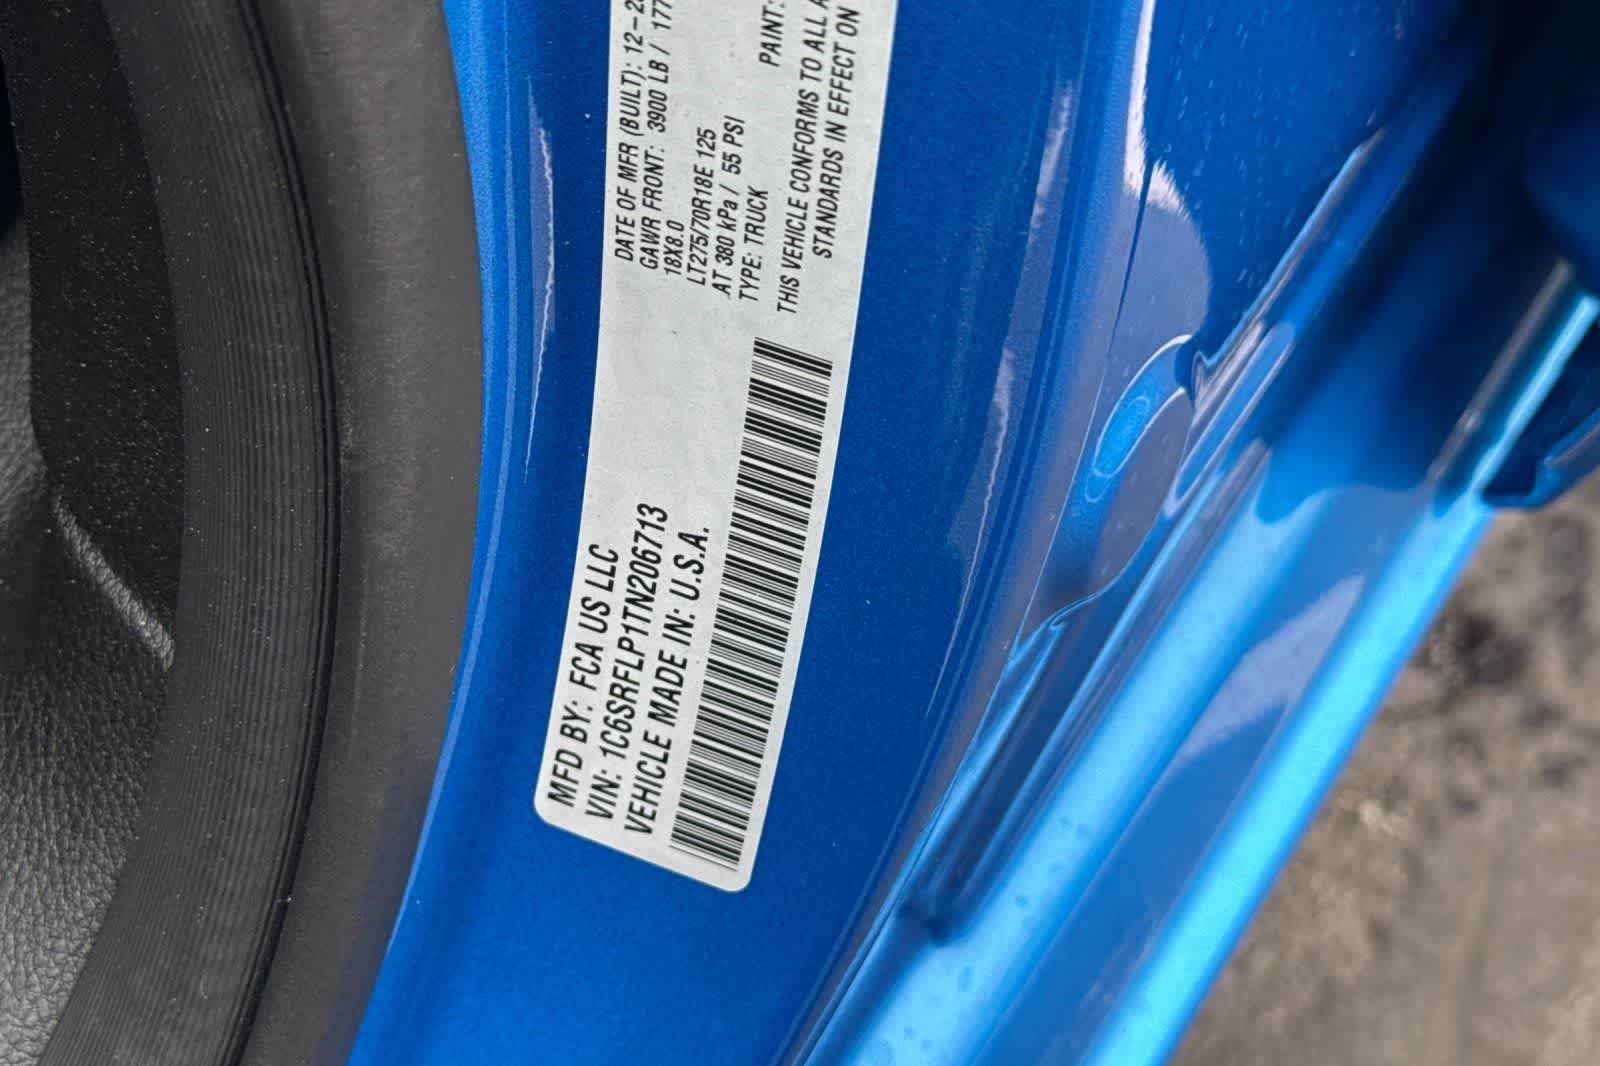 MFD BY: FCA US LLC
VIN: 1C6SRFLP1TN206713
VEHICLE MADE IN: U.S.A.
DATE OF MFR (BUILT): 12-2
GAWR FRONT: 3900 LB / 177
18X8.0
LT275/70R18E 125
AT 380 kPa / 55 PSI
TYPE: TRUCK PAINT:
THIS VEHICLE CONFORMS TO ALL A
STANDARDS IN EFFECT ON